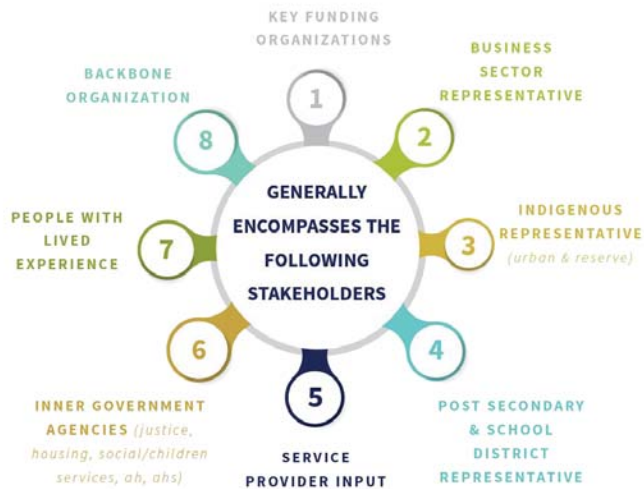 KEY FUNDING
ORGANIZATIONS
1
BUSINESS
SECTOR
REPRESENTATIVE
2
INDIGENOUS
REPRESENTATIVE
(urban & reserve)
3
POST SECONDARY
& SCHOOL
DISTRICT
REPRESENTATIVE
4
SERVICE
PROVIDER INPUT
5
INNER GOVERNMENT
AGENCIES (justice,
housing, social/children
services, ah, ahs)
6
PEOPLE WITH
LIVED
EXPERIENCE
7
BACKBONE
ORGANIZATION
8
GENERALLY
ENCOMPASSES THE
FOLLOWING
STAKEHOLDERS